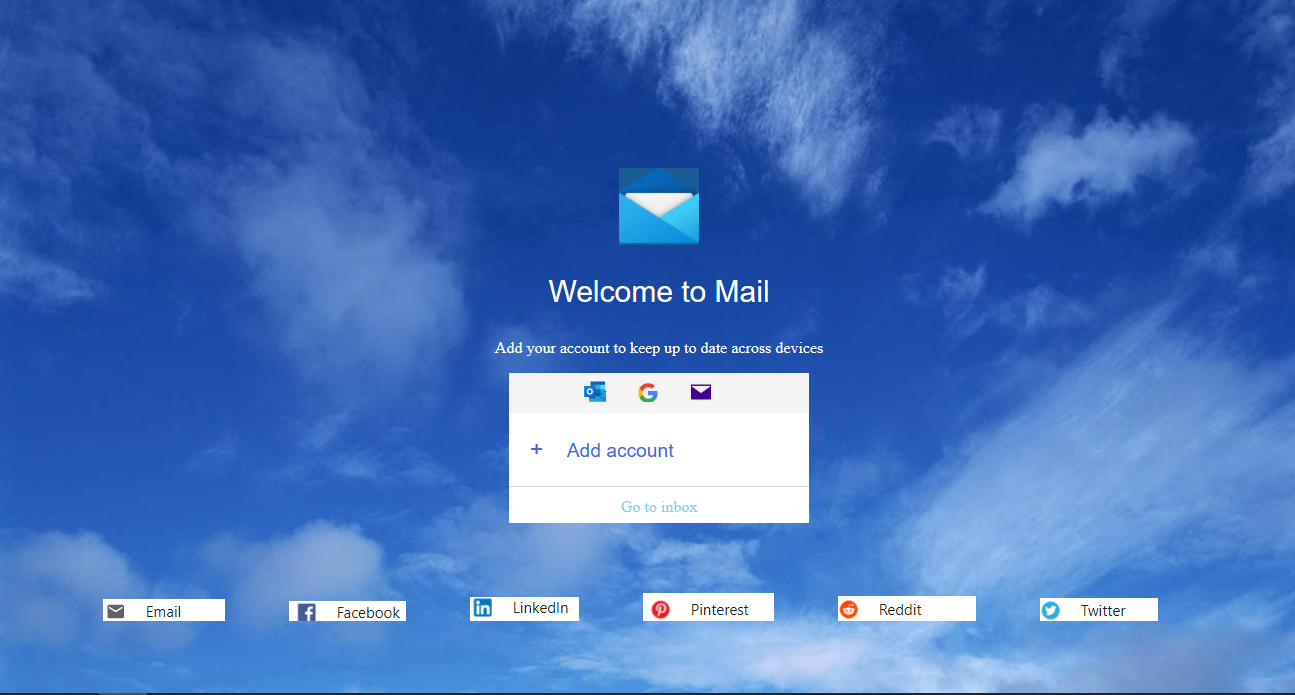 Welcome to Mail
Add your account to keep up to date across devices
+ Add account
Go to inbox
Email
Facebook
LinkedIn
Pinterest
Reddit
Twitter